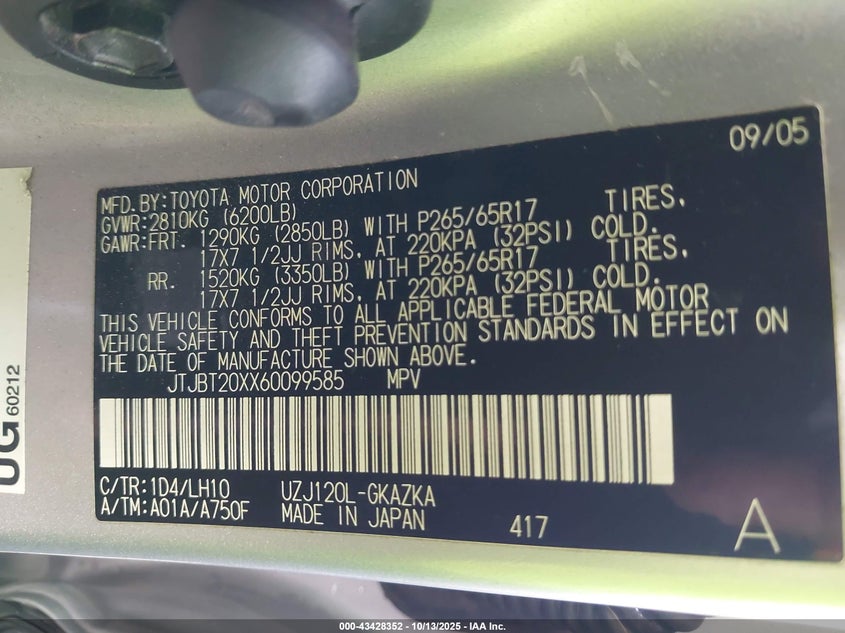 09/05
MFD.BY:TOYOTA MOTOR CORPORATION
GVWR:2810KG (6200LB)
GAWR:FRT. 1290KG (2850LB) WITH P265/65R17 TIRES,
17X7 1/2JJ RIMS, AT 220KPA (32PSI) COLD.
RR. 1520KG (3350LB) WITH P265/65R17 TIRES,
17X7 1/2JJ RIMS, AT 220KPA (32PSI) COLD.
THIS VEHICLE CONFORMS TO ALL APPLICABLE FEDERAL MOTOR
VEHICLE SAFETY AND THEFT PREVENTION STANDARDS IN EFFECT ON
THE DATE OF MANUFACTURE SHOWN ABOVE.
JTJBT20XX60099585 MPV
C/TR:1D4/LH10 UZJ120L-GKAZKA
A/TM:A01A/A750F MADE IN JAPAN 417 A
UG 60212
000-43428352 | 10/13/2025 - IAA Inc.